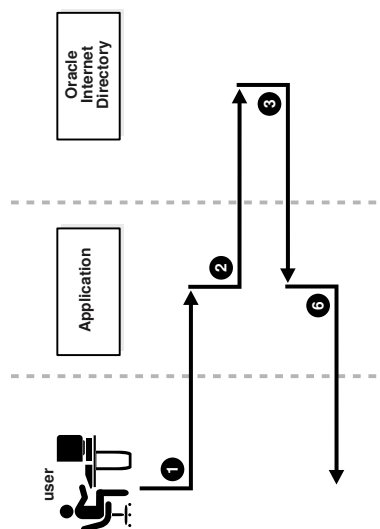 user
Application
Oracle
Internet
Directory
1
2
3
6